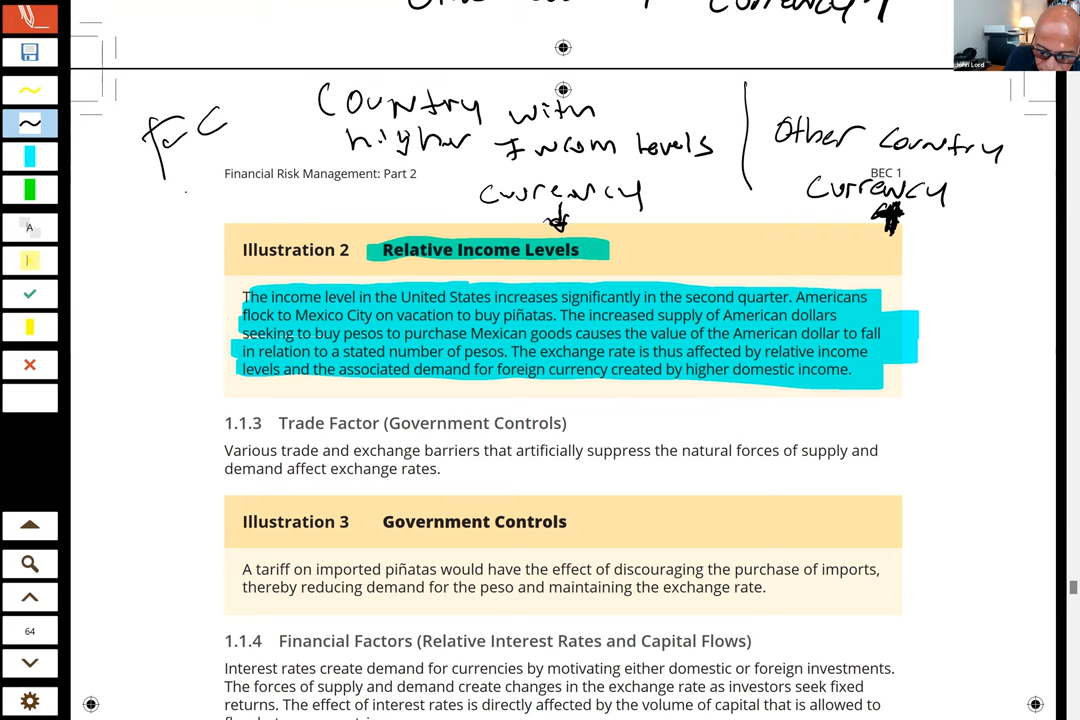 currency
John Lord
Country with
higher Incom Levels
Other country
FC
Financial Risk Management: Part 2
BEC 1
currency
currency
Illustration 2 Relative Income Levels
The income level in the United States increases significantly in the second quarter. Americans
flock to Mexico City on vacation to buy piñatas. The increased supply of American dollars
seeking to buy pesos to purchase Mexican goods causes the value of the American dollar to fall
in relation to a stated number of pesos. The exchange rate is thus affected by relative income
levels and the associated demand for foreign currency created by higher domestic income.
1.1.3 Trade Factor (Government Controls)
Various trade and exchange barriers that artificially suppress the natural forces of supply and
demand affect exchange rates.
Illustration 3 Government Controls
A tariff on imported piñatas would have the effect of discouraging the purchase of imports,
thereby reducing demand for the peso and maintaining the exchange rate.
64
1.1.4 Financial Factors (Relative Interest Rates and Capital Flows)
Interest rates create demand for currencies by motivating either domestic or foreign investments.
The forces of supply and demand create changes in the exchange rate as investors seek fixed
returns. The effect of interest rates is directly affected by the volume of capital that is allowed to